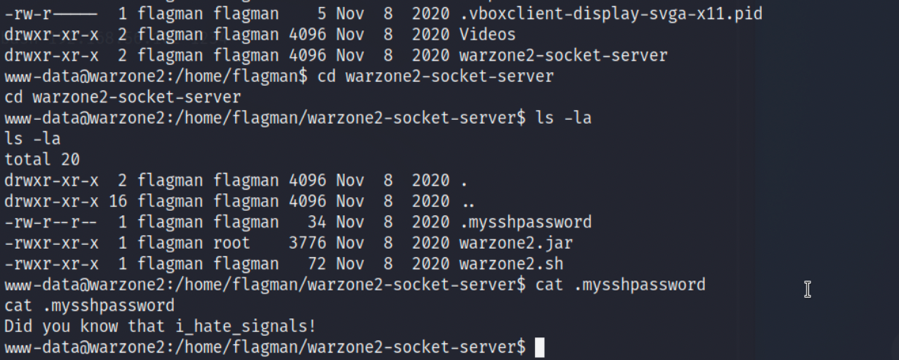 -rw-r----- 1 flagman flagman 5 Nov 8 2020 .vboxclient-display-svga-x11.pid
drwxr-xr-x 2 flagman flagman 4096 Nov 8 2020 Videos
drwxr-xr-x 2 flagman flagman 4096 Nov 8 2020 warzone2-socket-server
www-data@warzone2:/home/flagman$ cd warzone2-socket-server
cd warzone2-socket-server
www-data@warzone2:/home/flagman/warzone2-socket-server$ ls -la
ls -la
total 20
drwxr-xr-x 2 flagman flagman 4096 Nov 8 2020 .
drwxr-xr-x 16 flagman flagman 4096 Nov 8 2020 ..
-rw-r--r-- 1 flagman flagman 34 Nov 8 2020 .mysshpassword
-rwxr-xr-x 1 flagman root 3776 Nov 8 2020 warzone2.jar
-rwxr-xr-x 1 flagman flagman 72 Nov 8 2020 warzone2.sh
www-data@warzone2:/home/flagman/warzone2-socket-server$ cat .mysshpassword
cat .mysshpassword
Did you know that i_hate_signals!
www-data@warzone2:/home/flagman/warzone2-socket-server$